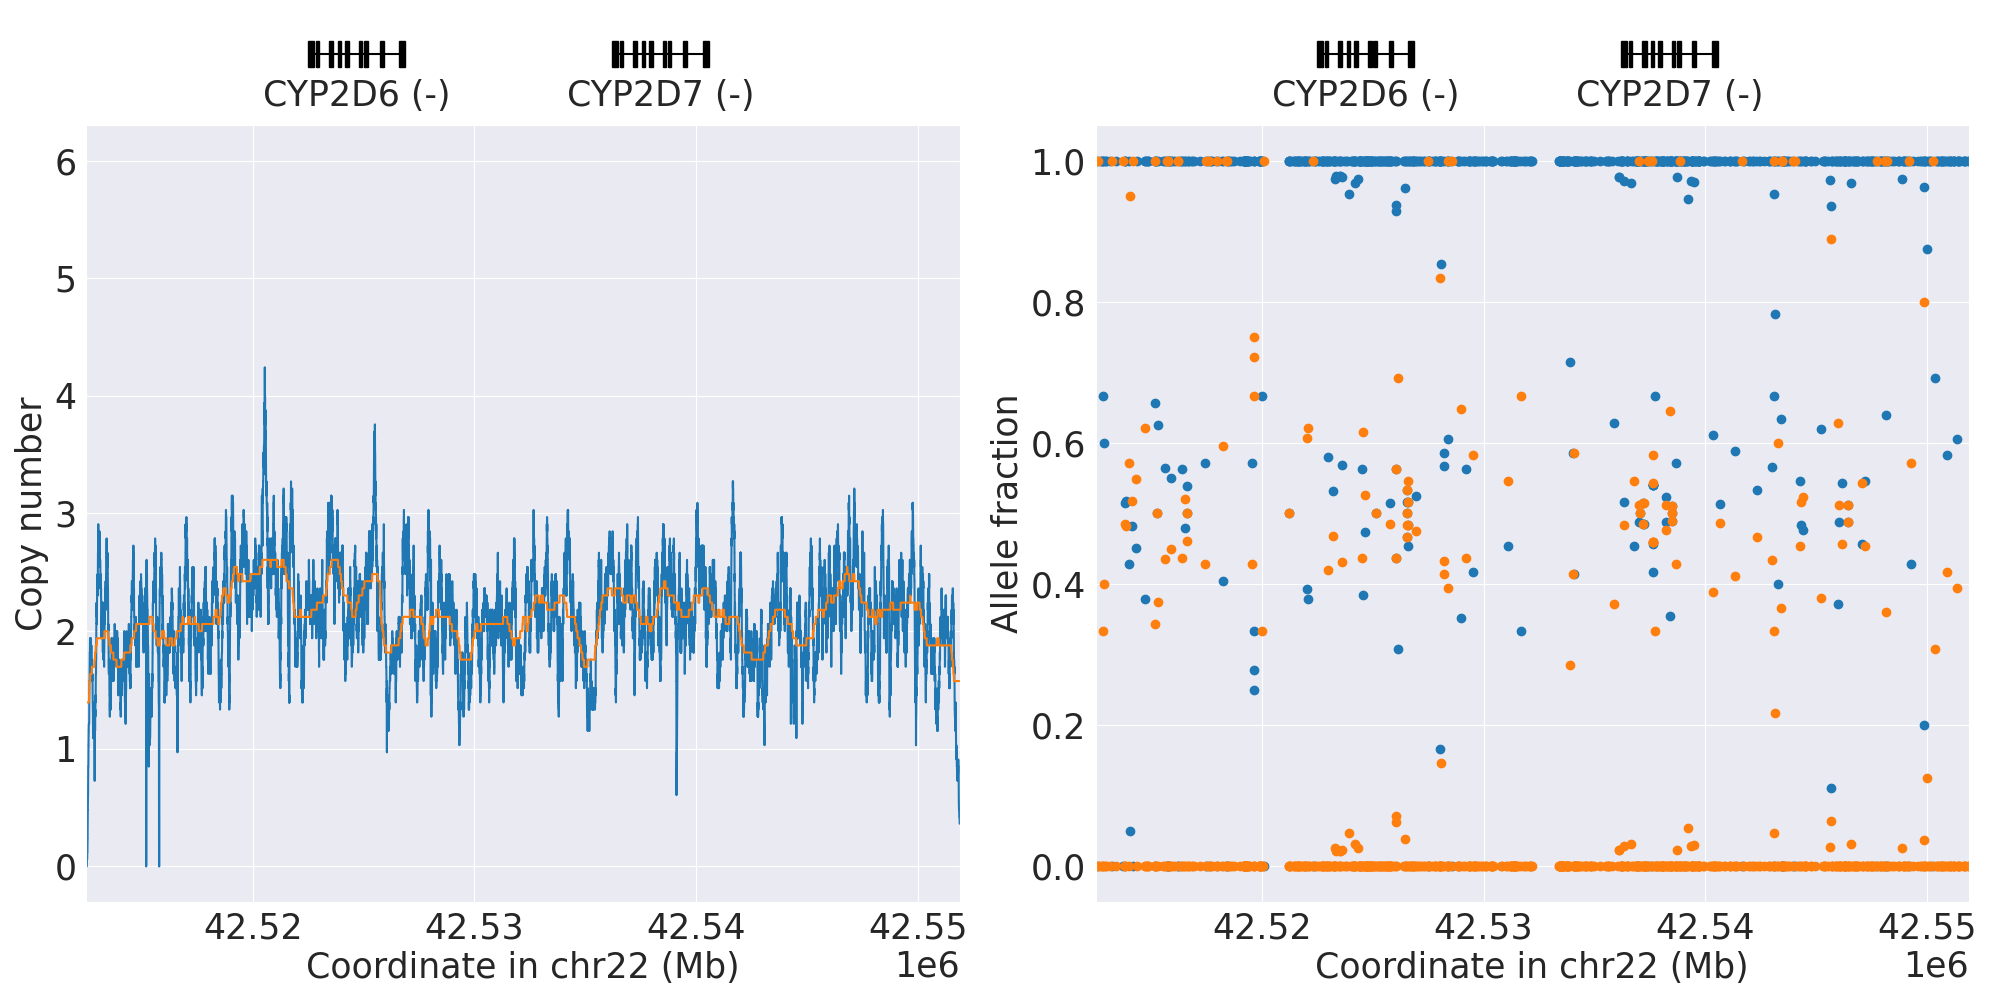 CYP2D6 (-) CYP2D7 (-)
6
5
4
3
2
1
0
Copy number
42.52 42.53 42.54 42.55
Coordinate in chr22 (Mb)
1e6
CYP2D6 (-) CYP2D7 (-)
1.0
0.8
0.6
0.4
0.2
0.0
Allele fraction
42.52 42.53 42.54 42.55
Coordinate in chr22 (Mb)
1e6